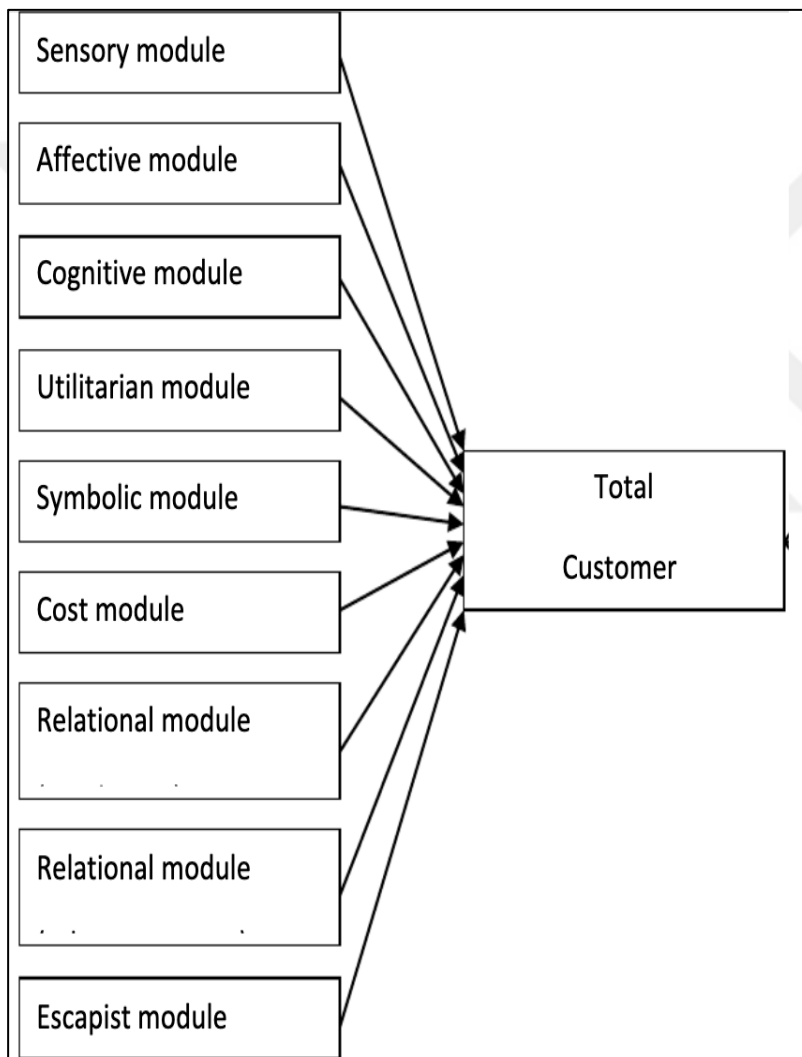 Sensory module
Affective module
Cognitive module
Utilitarian module
Symbolic module
Cost module
Relational module
Relational module
Escapist module
Total
Customer